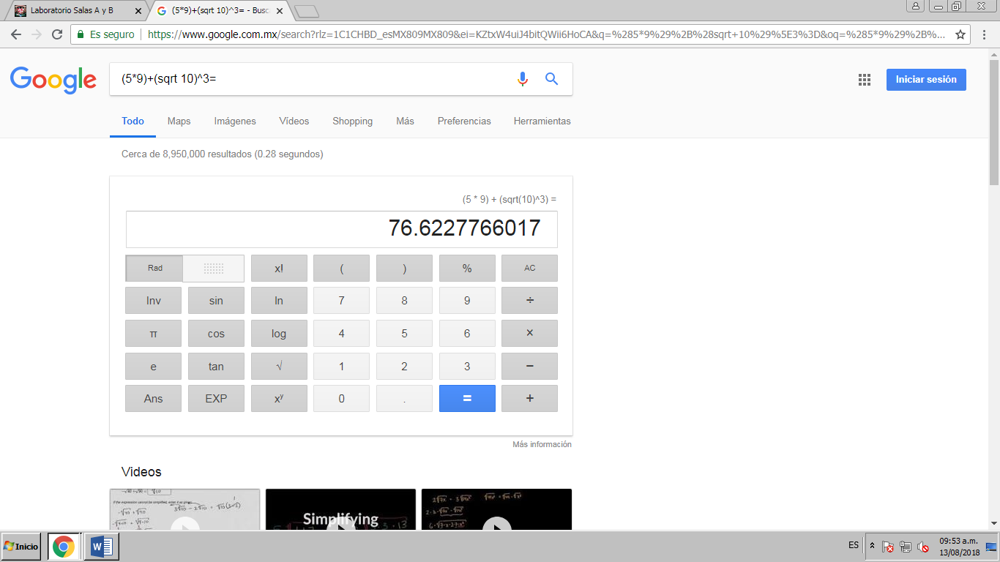 Laboratorio Salas A y B
(5*9)+(sqrt 10)^3= - Busc
Es seguro
https://www.google.com.mx/search?rlz=1C1CHBD_esMX809MX809&ei=KZtxW4uiJ4bitQWii6HoCA&q=%285*9%29%2B%28sqrt+10%29%5E3%3D&oq=%285*9%29%2B%...
Google
(5*9)+(sqrt 10)^3=
Iniciar sesión
Todo Maps Imágenes Vídeos Shopping Más Preferencias Herramientas
Cerca de 8,950,000 resultados (0.28 segundos)
(5 * 9) + (sqrt(10)^3) =
76.6227766017
Rad x! ( ) % AC
Inv sin ln 7 8 9 ÷
π cos log 4 5 6 ×
e tan √ 1 2 3 −
Ans EXP xʸ 0 . = +
Más información
Videos
Simplifying
Inicio
ES
09:53 a.m.
13/08/2018